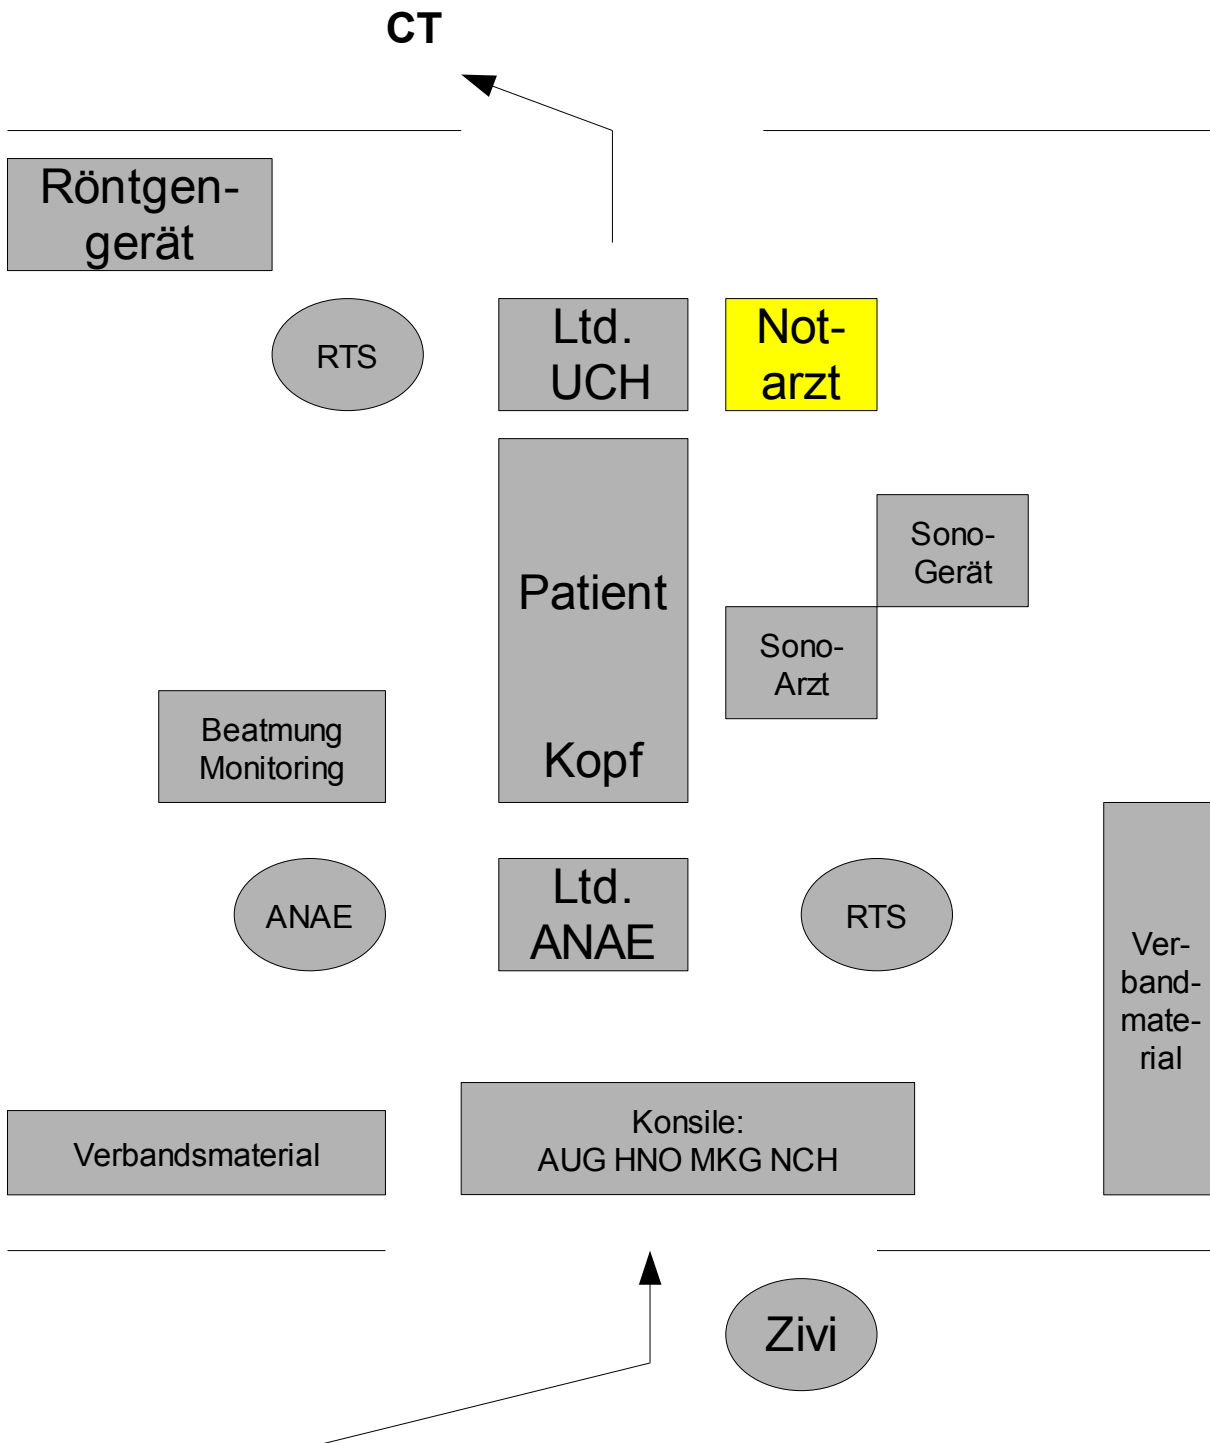 CT
Röntgen-
gerät
RTS
Ltd.
UCH
Not-
arzt
Patient
Kopf
Sono-
Gerät
Sono-
Arzt
Beatmung
Monitoring
ANAE
Ltd.
ANAE
RTS
Ver-
band-
mate-
rial
Verbandsmaterial
Konsile:
AUG HNO MKG NCH
Zivi